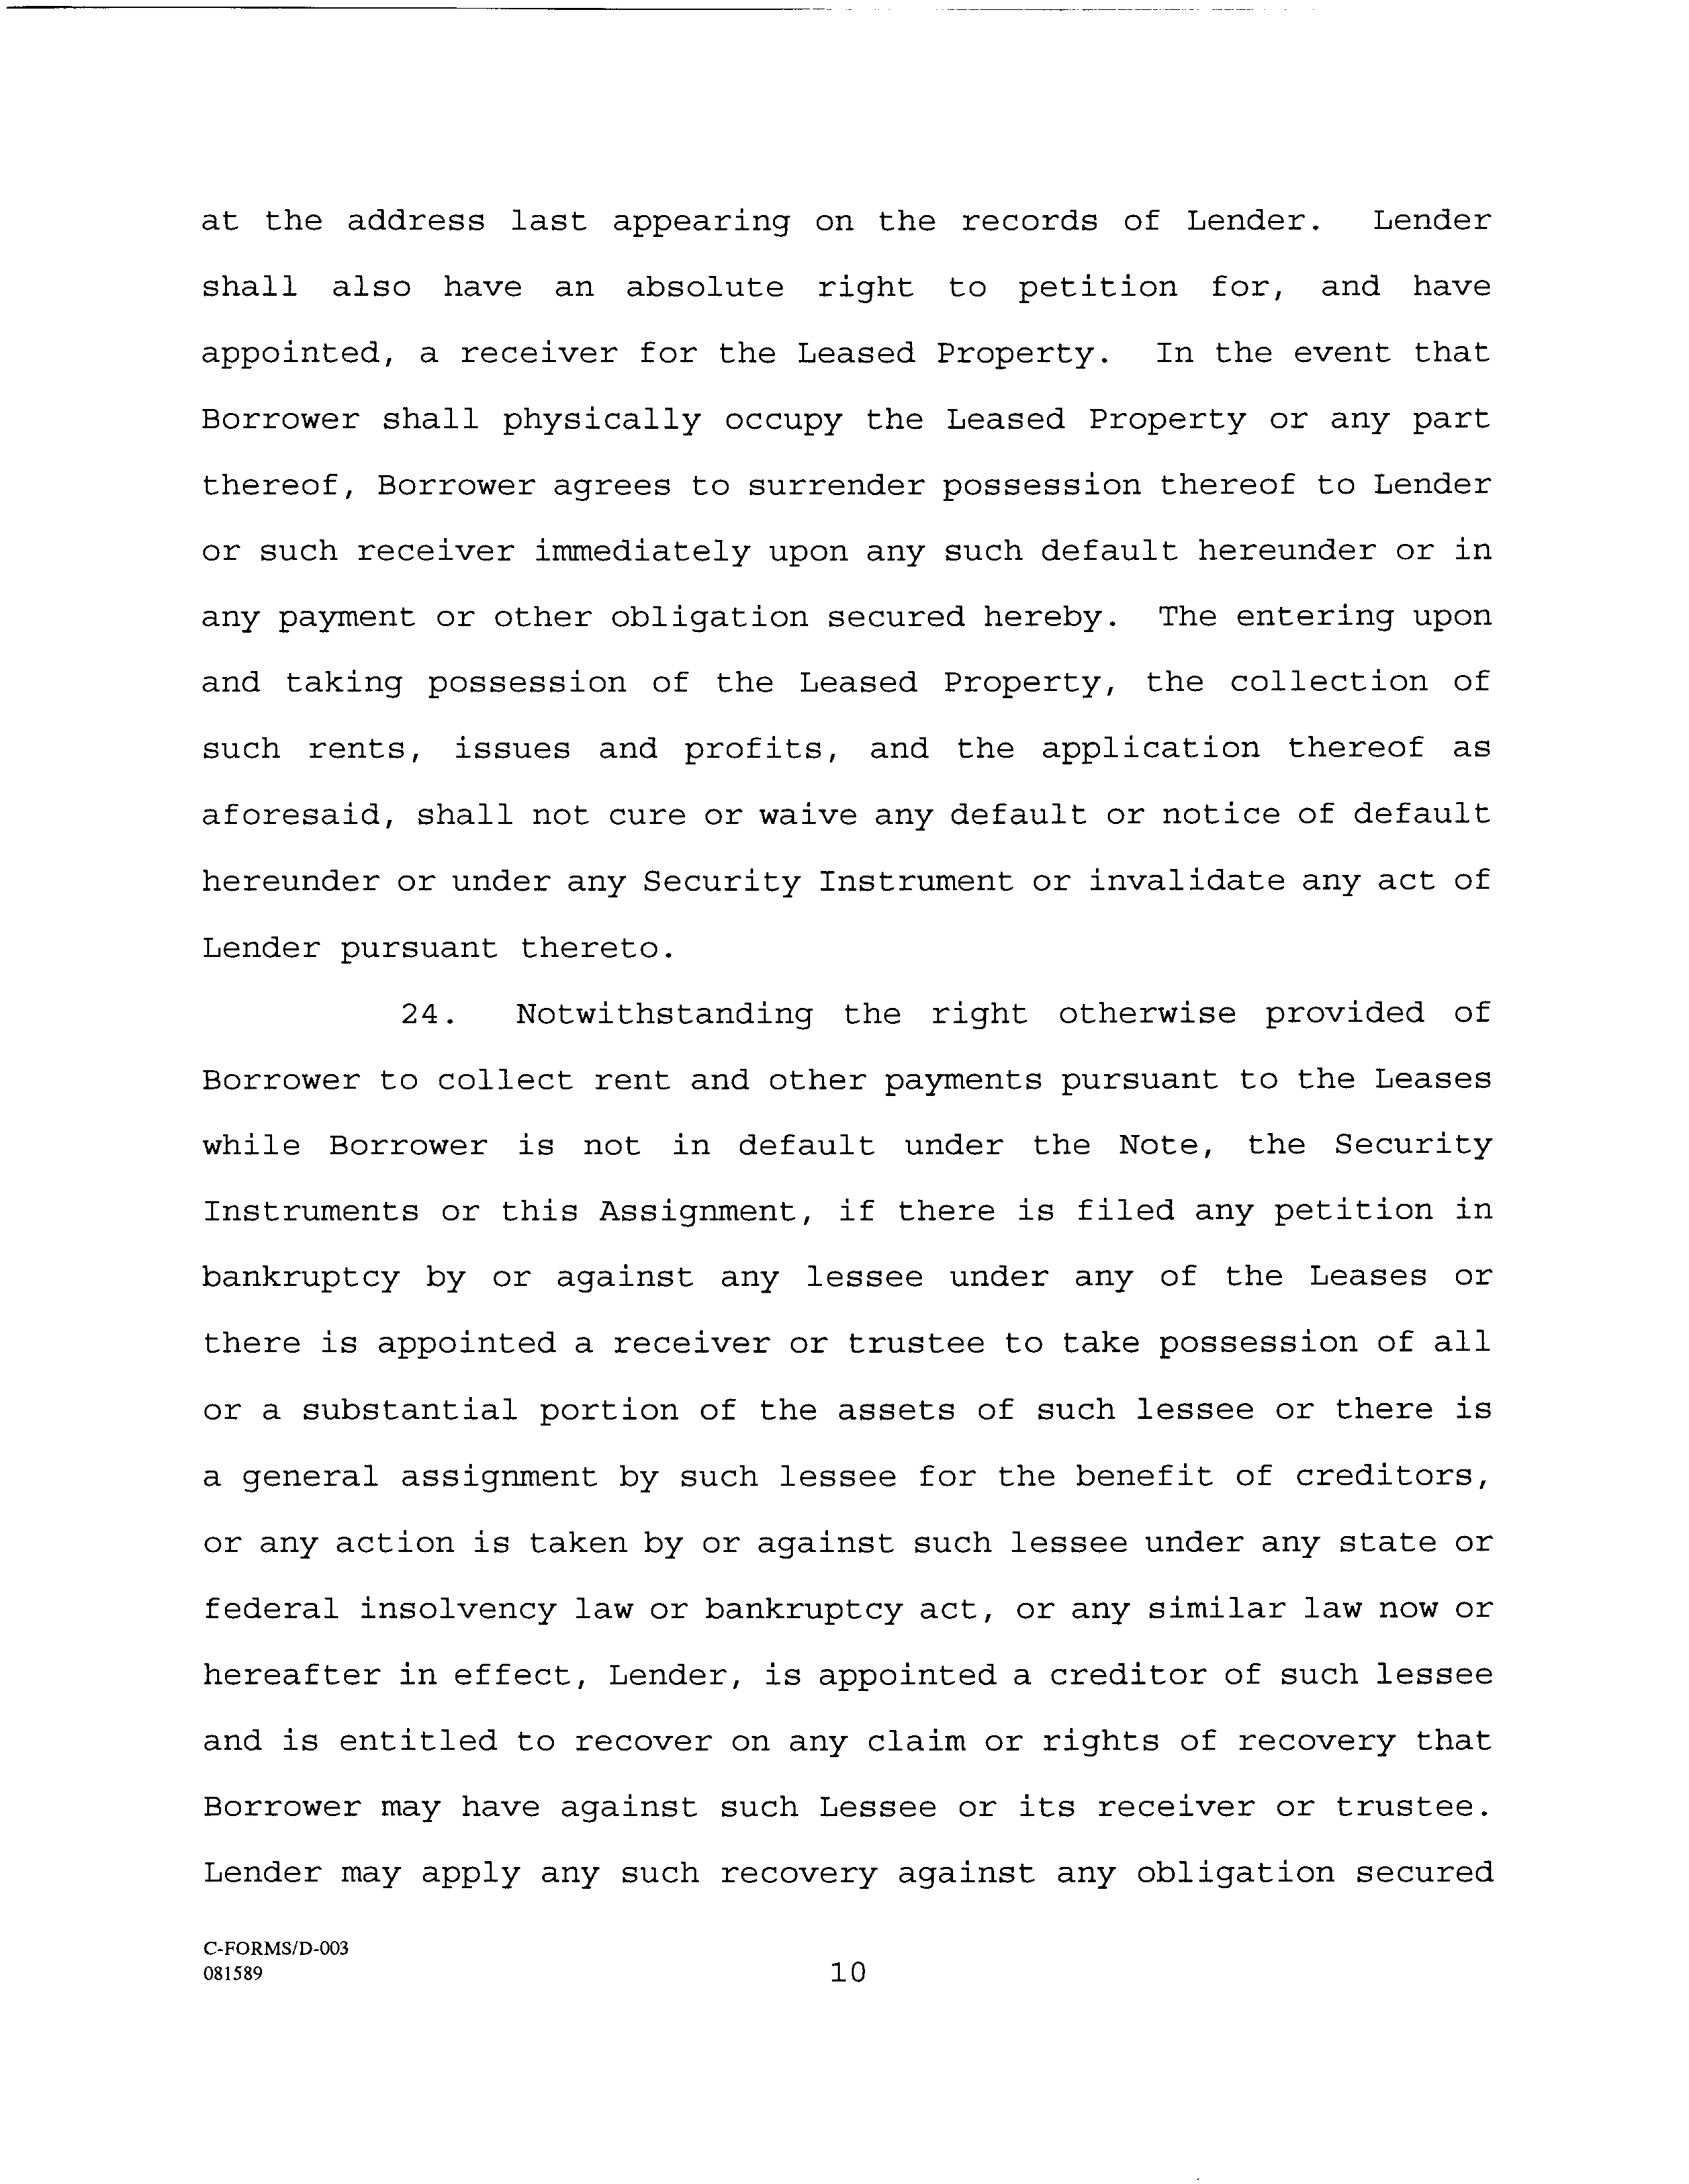 at the address last appearing on the records of Lender. Lender
shall also have an absolute right to petition for, and have
appointed, a receiver for the Leased Property. In the event that
Borrower shall physically occupy the Leased Property or any part
thereof, Borrower agrees to surrender possession thereof to Lender
or such receiver immediately upon any such default hereunder or in
any payment or other obligation secured hereby. The entering upon
and taking possession of the Leased Property, the collection of
such rents, issues and profits, and the application thereof as
aforesaid, shall not cure or waive any default or notice of default
hereunder or under any Security Instrument or invalidate any act of
Lender pursuant thereto.
24. Notwithstanding the right otherwise provided of
Borrower to collect rent and other payments pursuant to the Leases
while Borrower is not in default under the Note, the Security
Instruments or this Assignment, if there is filed any petition in
bankruptcy by or against any lessee under any of the Leases or
there is appointed a receiver or trustee to take possession of all
or a substantial portion of the assets of such lessee or there is
a general assignment by such lessee for the benefit of creditors,
or any action is taken by or against such lessee under any state or
federal insolvency law or bankruptcy act, or any similar law now or
hereafter in effect, Lender, is appointed a creditor of such lessee
and is entitled to recover on any claim or rights of recovery that
Borrower may have against such Lessee or its receiver or trustee.
Lender may apply any such recovery against any obligation secured
C-FORMS/D-003
081589
10